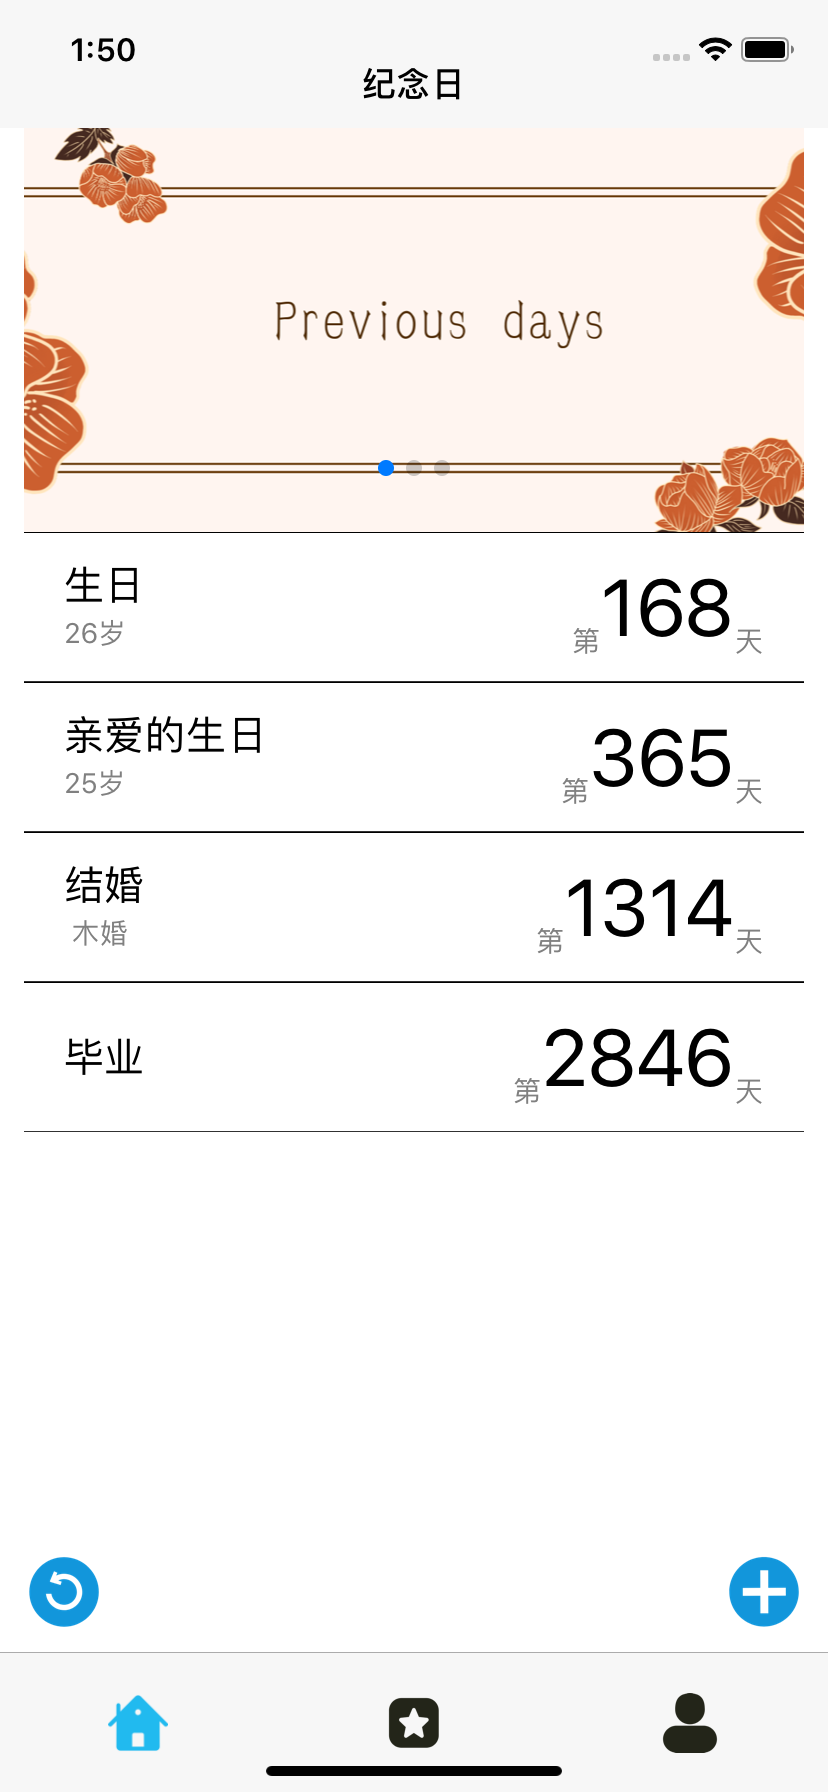 1:50
纪念日
Previous days
生日
26岁
第168天
亲爱的生日
25岁
第365天
结婚
木婚
第1314天
毕业
第2846天